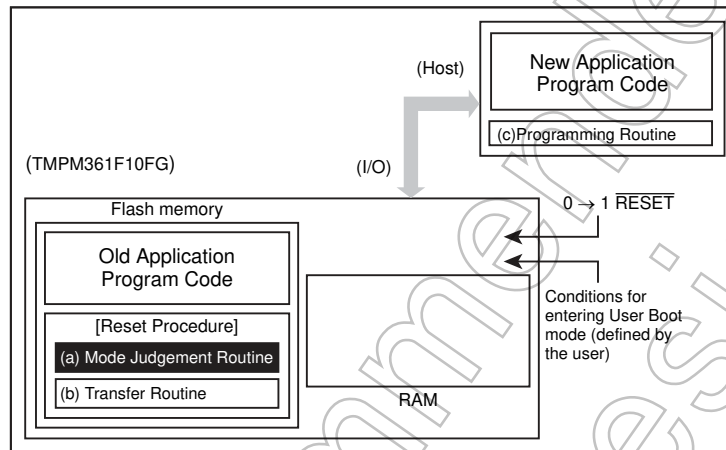 (Host)
New Application
Program Code
(c)Programming Routine
(TMPM361F10FG)
(I/O)
Flash memory
0 → 1 RESET
Old Application
Program Code
[Reset Procedure]
(a) Mode Judgement Routine
(b) Transfer Routine
RAM
Conditions for
entering User Boot
mode (defined by
the user)